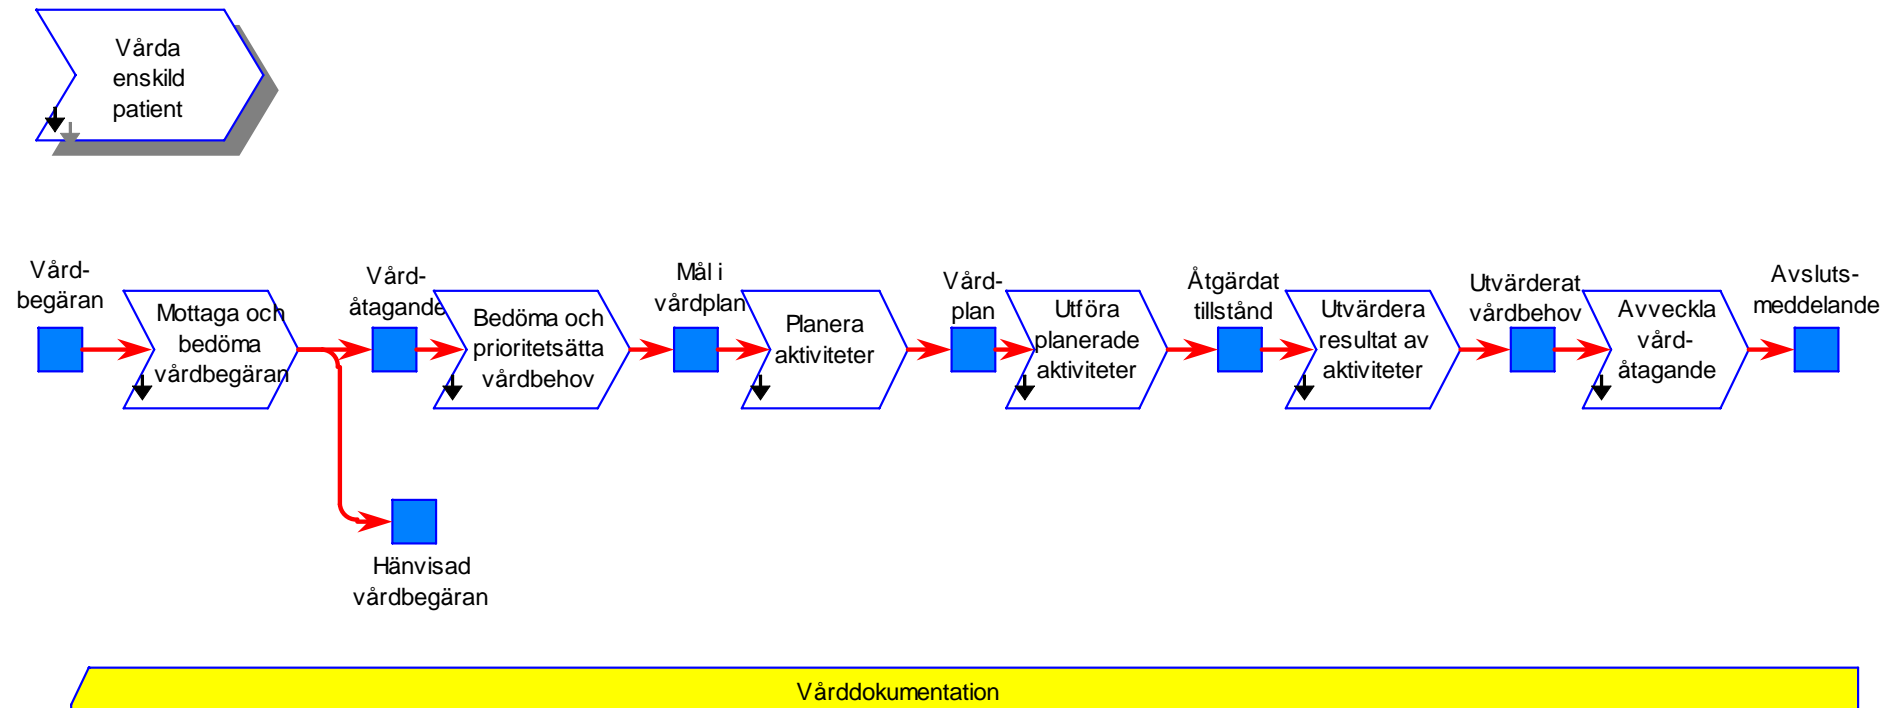 Vårda
enskild
patient
Vård-
begäran
Mottaga och
bedöma
vårdbegäran
Vård-
åtagande
Bedöma och
prioritetsätta
vårdbehov
Mål i
vårdplan
Planera
aktiviteter
Vård-
plan
Utföra
planerade
aktiviteter
Åtgärdat
tillstånd
Utvärdera
resultat av
aktiviteter
Utvärderat
vårdbehov
Avveckla
vård-
åtagande
Avsluts-
meddelande
Hänvisad
vårdbegäran
Vårddokumentation